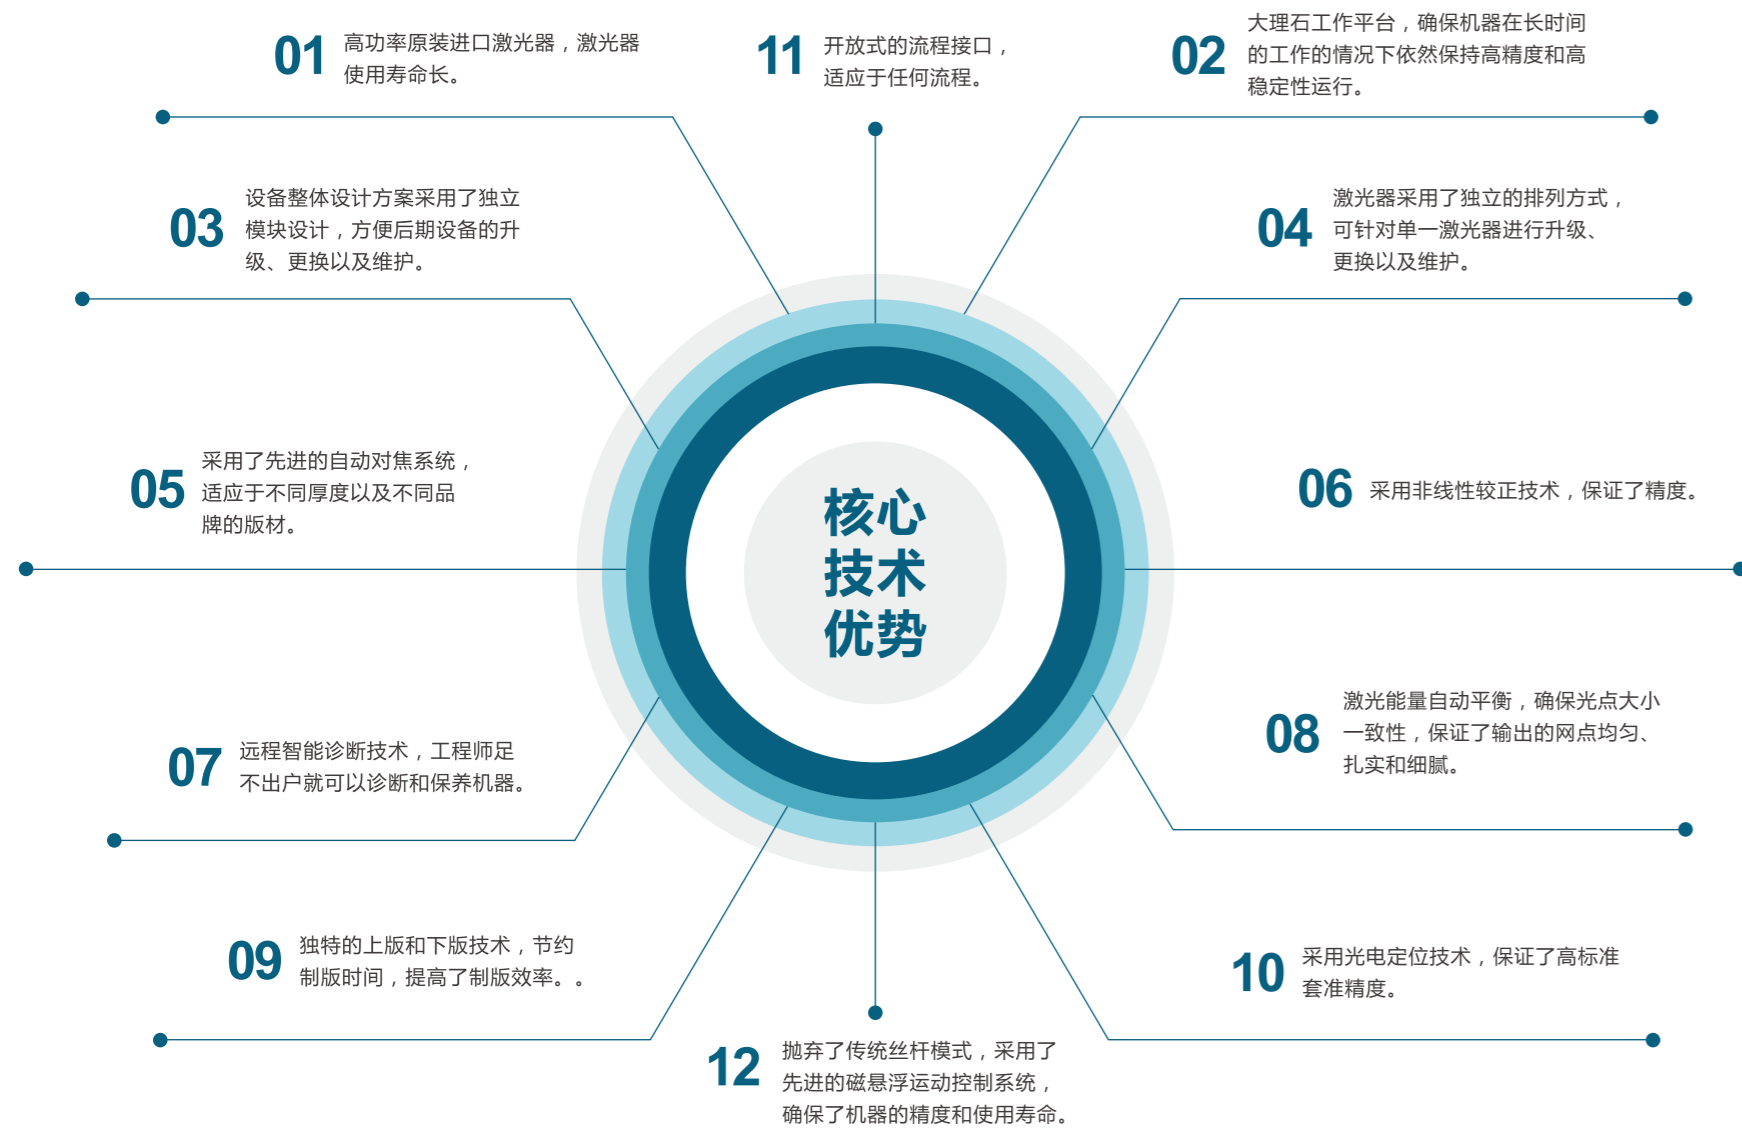 01
高功率原装进口激光器，激光器
使用寿命长。
11
开放式的流程接口，
适应于任何流程。
02
大理石工作平台，确保机器在长时间
的工作的情况下依然保持高精度和高
稳定性运行。
03
设备整体设计方案采用了独立
模块设计，方便后期设备的升
级、更换以及维护。
04
激光器采用了独立的排列方式，
可针对单一激光器进行升级、
更换以及维护。
05
采用了先进的自动对焦系统，
适应于不同厚度以及不同品
牌的版材。
06
采用非线性较正技术，保证了精度。
核心
技术
优势
07
远程智能诊断技术，工程师足
不出户就可以诊断和保养机器。
08
激光能量自动平衡，确保光点大小
一致性，保证了输出的网点均匀、
扎实和细腻。
09
独特的上版和下版技术，节约
制版时间，提高了制版效率。。
10
采用光电定位技术，保证了高标准
套准精度。
12
抛弃了传统丝杆模式，采用了
先进的磁悬浮运动控制系统，
确保了机器的精度和使用寿命。